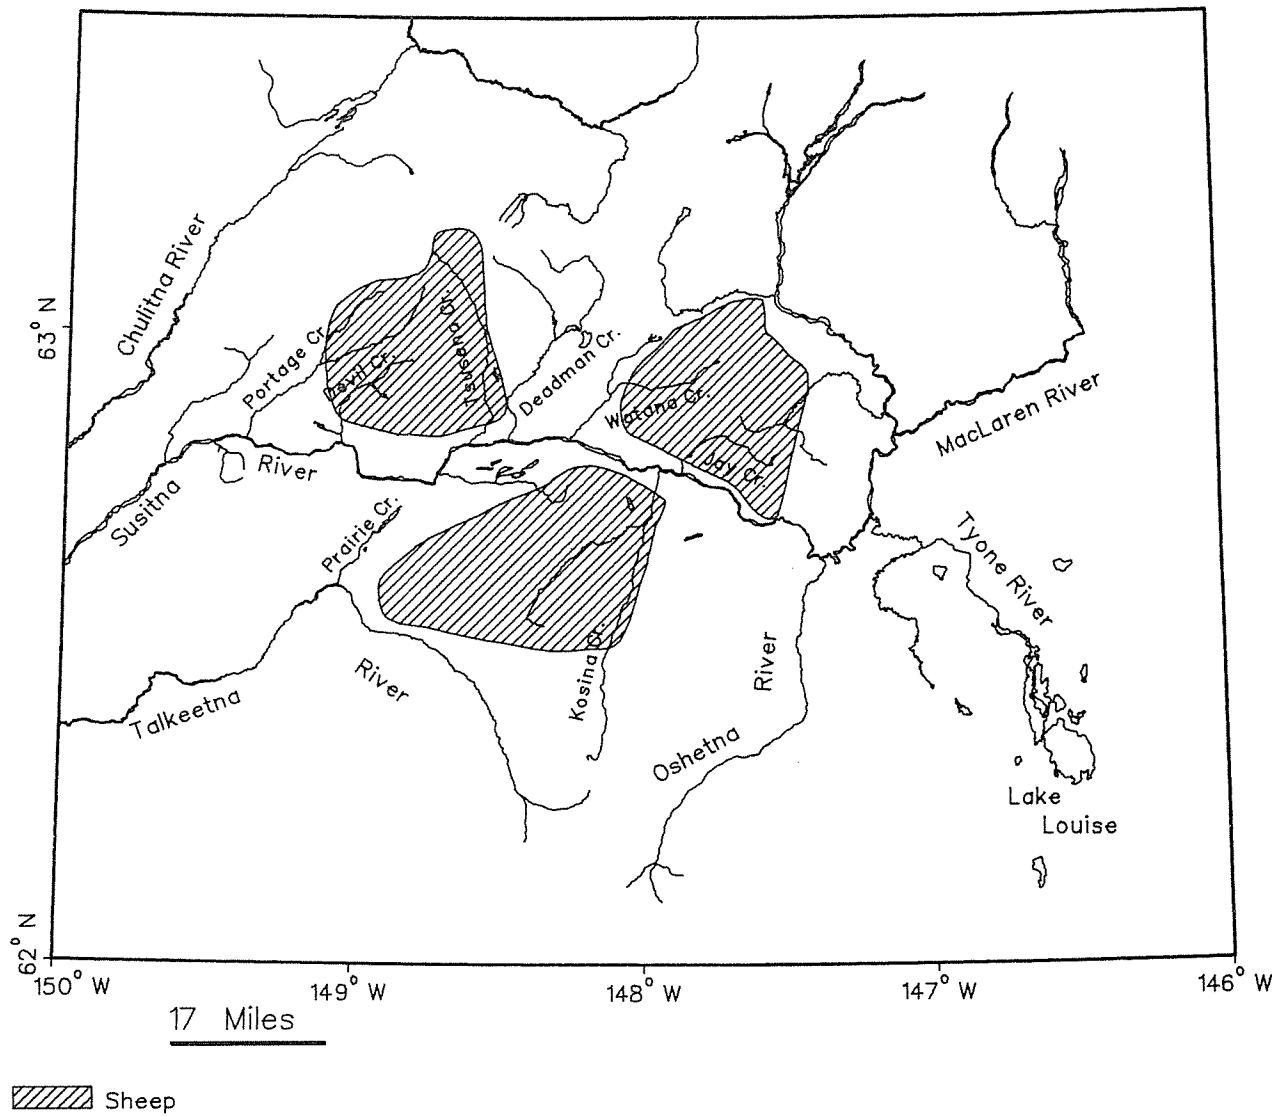 Chulitna River
63° N
Portage Cr.
Devil Cr.
Tsusena Cr.
Deadman Cr.
Watana Cr.
Jay Cr.
MacLaren River
Susitna River
Prairie Cr.
Tyone River
Talkeetna River
Kosina Cr.
Oshetna River
Lake
Louise
62° N
150° W
149° W
148° W
147° W
146° W
17 Miles
Sheep